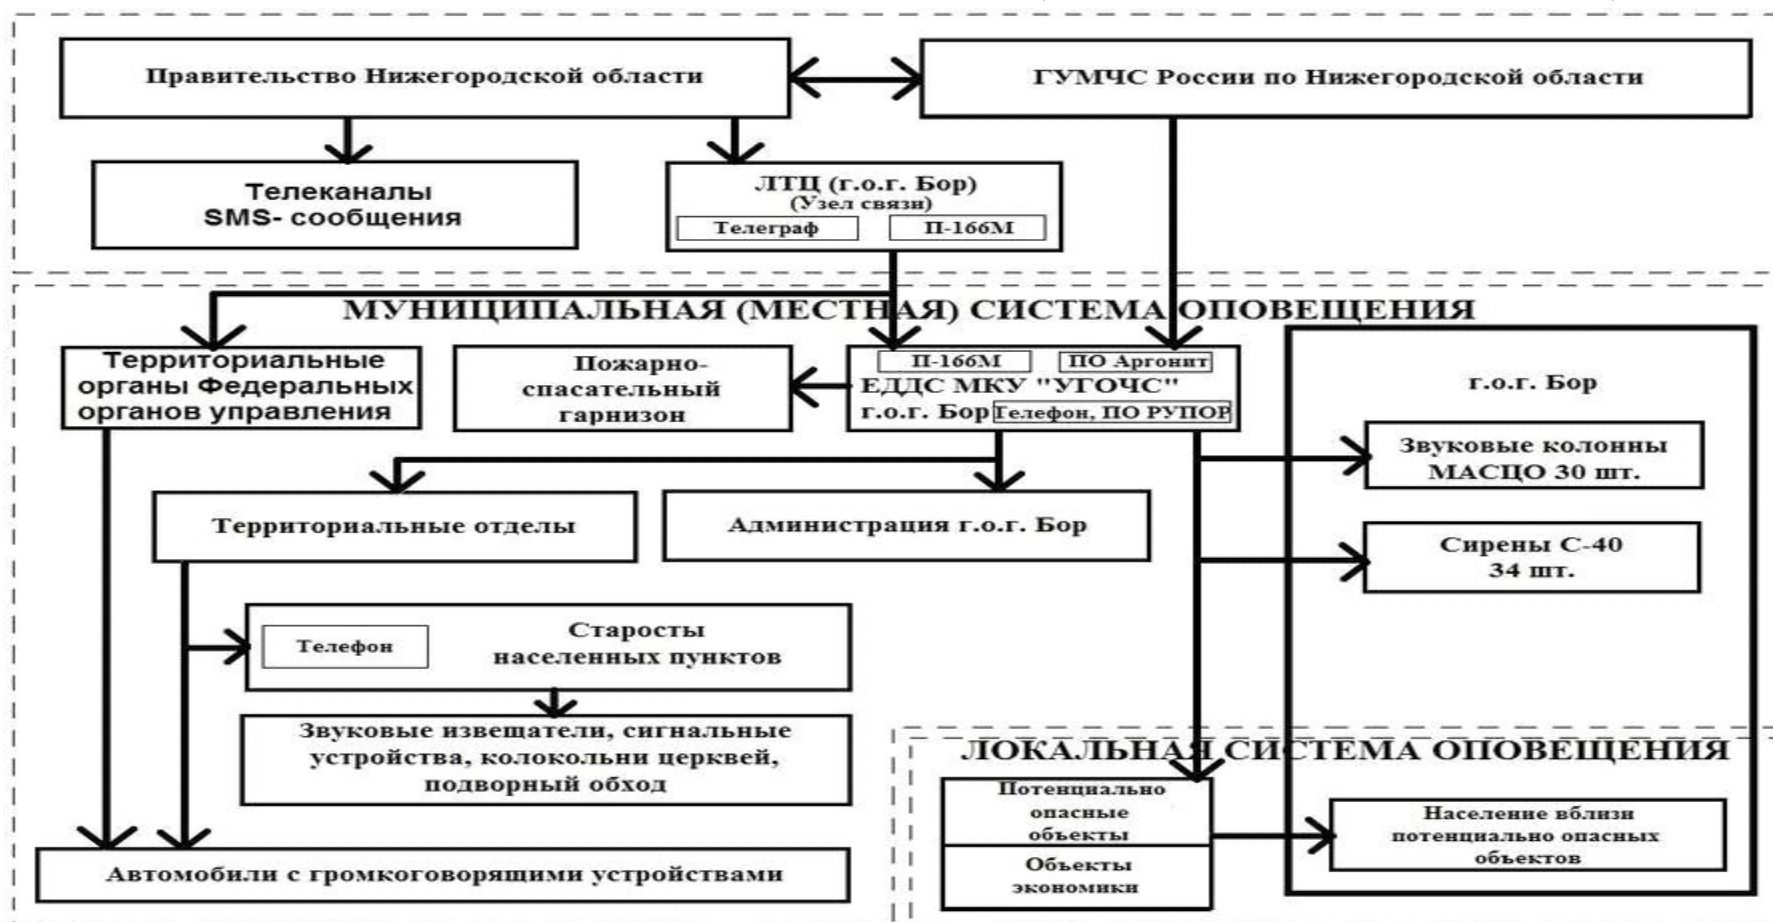 Правительство Нижегородской области
ГУМЧС России по Нижегородской области
Телеканалы
SMS- сообщения
ЛТЦ (г.о.г. Бор)
(Узел связи)
Телеграф
П-166М
МУНИЦИПАЛЬНАЯ (МЕСТНАЯ) СИСТЕМА ОПОВЕЩЕНИЯ
Территориальные
органы Федеральных
органов управления
Пожарно-
спасательный
гарнизон
П-166М
ПО Аргонит
ЕДДС МКУ "УГОЧС"
г.о.г. Бор
Телефон, ПО РУПОР
г.о.г. Бор
Звуковые колонны
МАСЦО 30 шт.
Территориальные отделы
Администрация г.о.г. Бор
Сирены С-40
34 шт.
Телефон
Старосты
населенных пунктов
Звуковые извещатели, сигнальные
устройства, колокольни церквей,
подворный обход
ЛОКАЛЬНАЯ СИСТЕМА ОПОВЕЩЕНИЯ
Потенциально
опасные
объекты
Объекты
экономики
Население вблизи
потенциально опасных
объектов
Автомобили с громкоговорящими устройствами